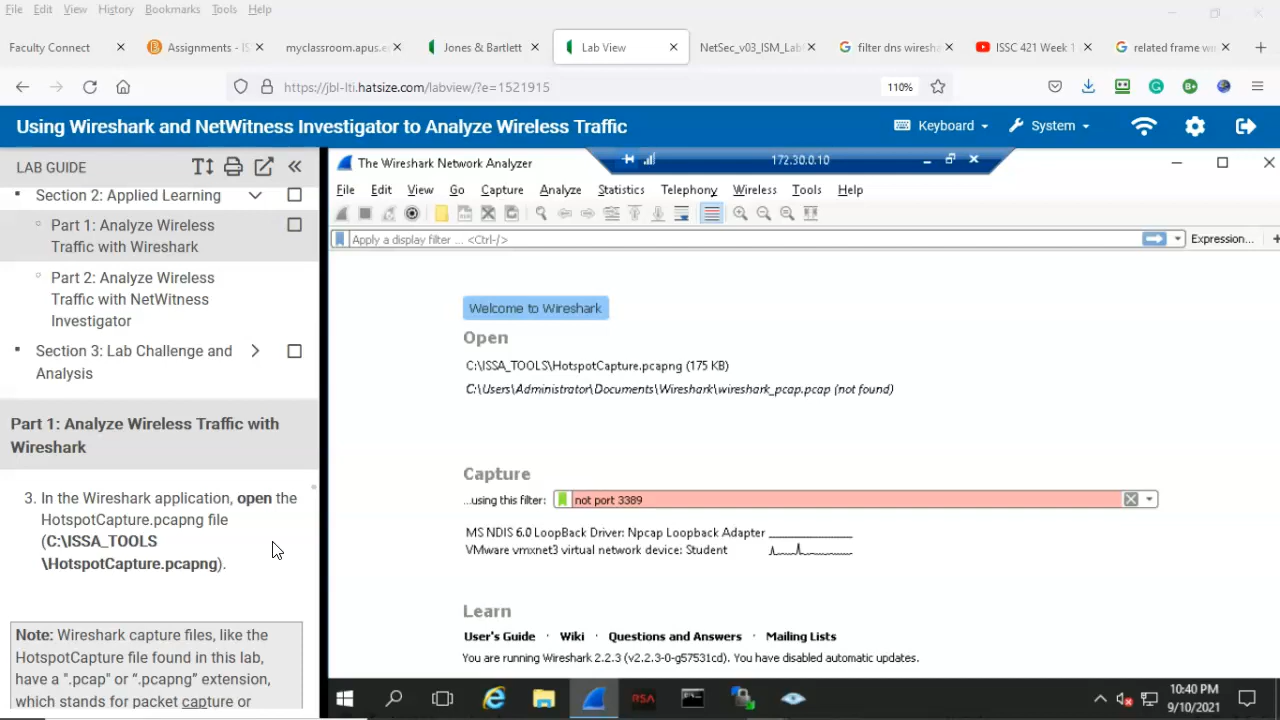 File Edit View History Bookmarks Tools Help
Faculty Connect
Assignments - IS
myclassroom.apus.e
Jones & Bartlett
Lab View
NetSec_v03_ISM_Lab
filter dns wiresha
ISSC 421 Week 1
related frame w
https://jbl-lti.hatsize.com/labview/?e=1521915
110%
Using Wireshark and NetWitness Investigator to Analyze Wireless Traffic
Keyboard
System
LAB GUIDE
Section 2: Applied Learning
Part 1: Analyze Wireless
Traffic with Wireshark
Part 2: Analyze Wireless
Traffic with NetWitness
Investigator
Section 3: Lab Challenge and
Analysis
Part 1: Analyze Wireless Traffic with
Wireshark
3. In the Wireshark application, open the
HotspotCapture.pcapng file
(C:\ISSA_TOOLS
\HotspotCapture.pcapng).
Note: Wireshark capture files, like the
HotspotCapture file found in this lab,
have a ".pcap" or “.pcapng” extension,
which stands for packet capture or
The Wireshark Network Analyzer
172.30.0.10
File Edit View Go Capture Analyze Statistics Telephony Wireless Tools Help
Apply a display filter ... <Ctrl-/>
Expression...
+
Welcome to Wireshark
Open
C:\ISSA_TOOLS\HotspotCapture.pcapng (175 KB)
C:\Users\Administrator\Documents\Wireshark\wireshark_pcap.pcap (not found)
Capture
...using this filter: not port 3389
MS NDIS 6.0 LoopBack Driver: Npcap Loopback Adapter
VMware vmxnet3 virtual network device: Student
Learn
User's Guide · Wiki · Questions and Answers · Mailing Lists
You are running Wireshark 2.2.3 (v2.2.3-0-g57531cd). You have disabled automatic updates.
RSA
10:40 PM
9/10/2021